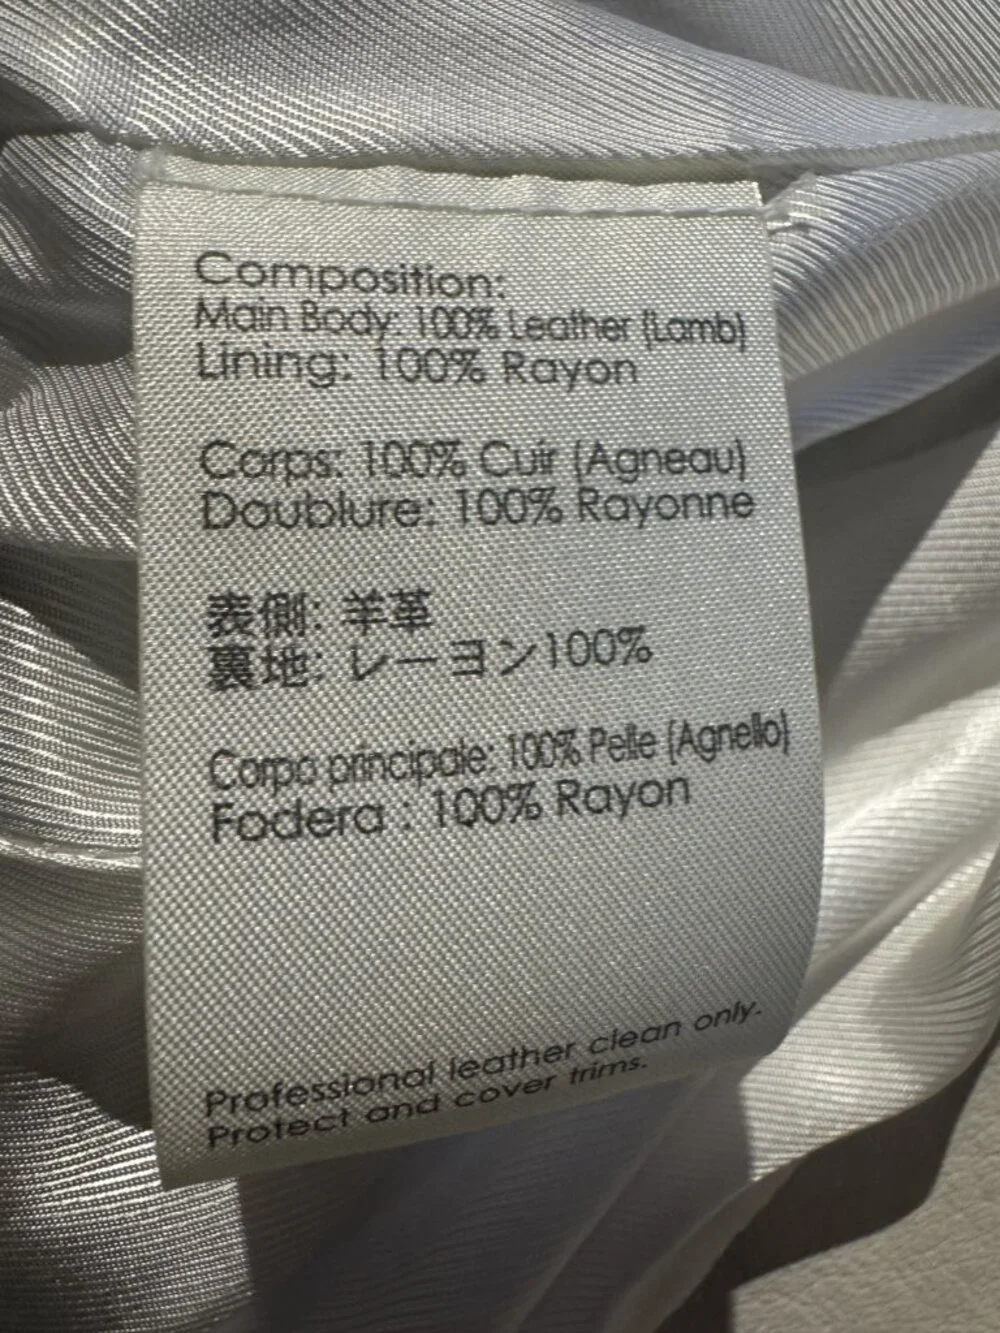 Composition:
Main Body: 100% Leather (Lamb)
Lining: 100% Rayon
Corps: 100% Cuir (Agneau)
Doublure: 100% Rayonne
表側: 羊革
裏地: レーヨン100%
Corpo principale: 100% Pelle (Agnello)
Fodera : 100% Rayon
Professional leather clean only.
Protect and cover trims.